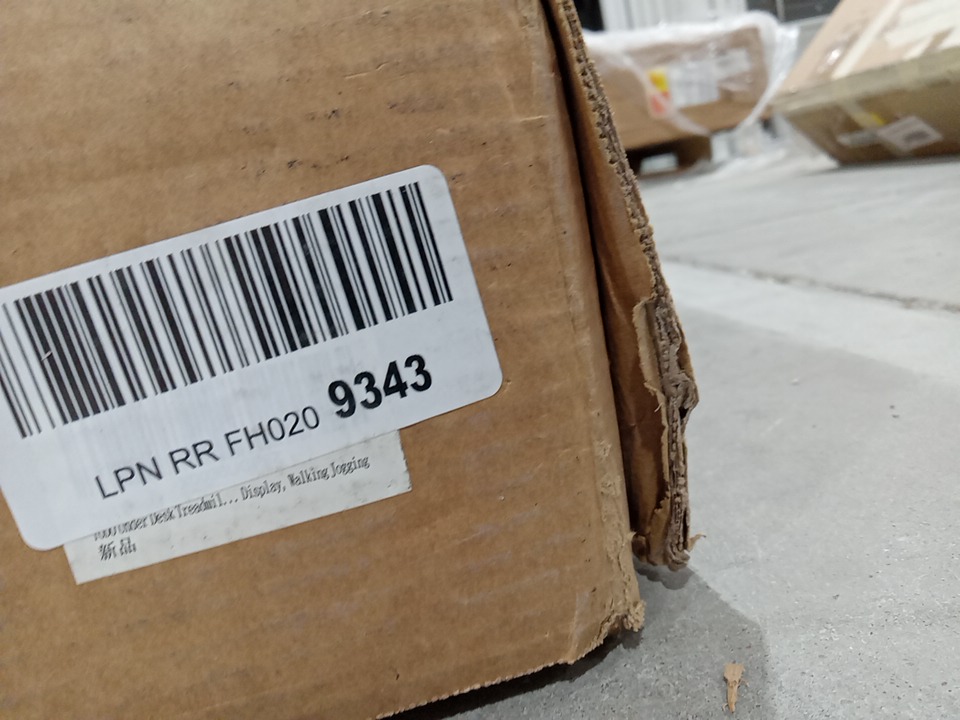 LPN RR FH020 9343
Under Desk Treadmil... Display, Walking Jogging
新品